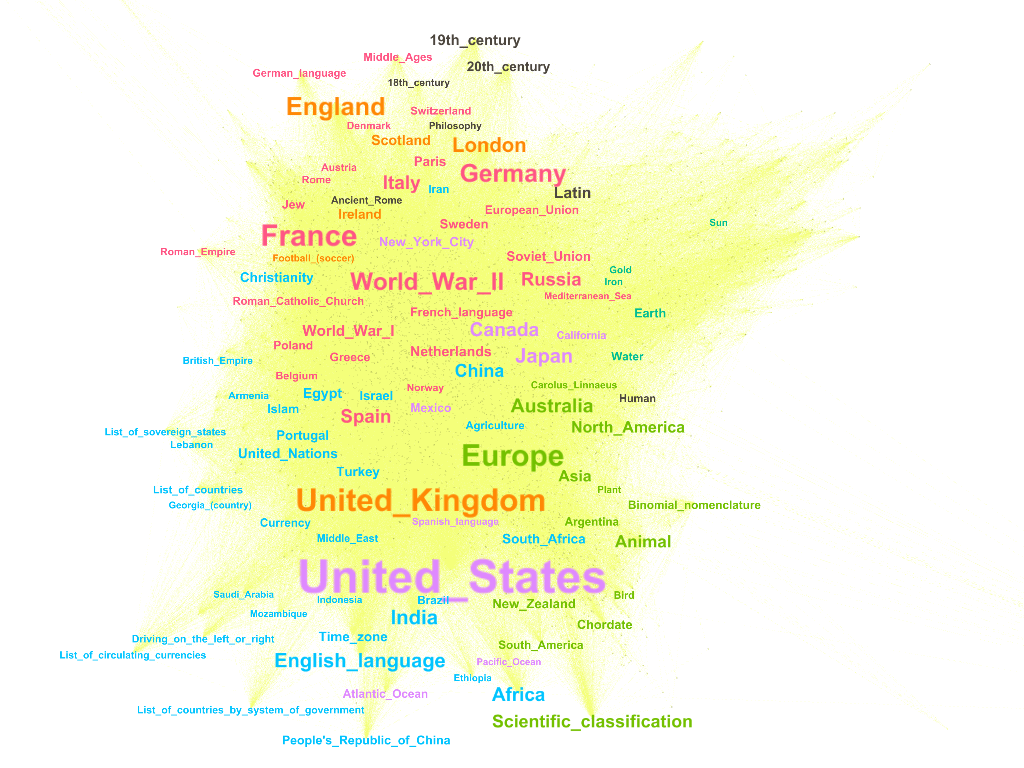 19th_century
Middle_Ages
20th_century
German_language
18th_century
England
Switzerland
Denmark
Philosophy
Scotland
London
Paris
Austria
Germany
Rome
Italy
Iran
Latin
Ancient_Rome
Jew
Ireland
European_Union
Sweden
Sun
France
New_York_City
Roman_Empire
Football_(soccer)
Soviet_Union
Gold
Christianity
World_War_II
Russia
Iron
Mediterranean_Sea
Roman_Catholic_Church
French_language
Earth
World_War_I
Canada
California
Poland
Greece
Netherlands
Japan
Water
British_Empire
China
Belgium
Norway
Carolus_Linnaeus
Armenia
Egypt
Israel
Human
Islam
Mexico
Australia
Spain
Agriculture
North_America
List_of_sovereign_states
Portugal
Lebanon
United_Nations
Europe
Turkey
Asia
List_of_countries
Plant
Georgia_(country)
United_Kingdom
Binomial_nomenclature
Currency
Spanish_language
Argentina
Middle_East
South_Africa
Animal
United_States
Saudi_Arabia
Indonesia
Brazil
New_Zealand
Bird
Mozambique
India
Chordate
Driving_on_the_left_or_right
Time_zone
South_America
List_of_circulating_currencies
English_language
Pacific_Ocean
Ethiopia
Atlantic_Ocean
Africa
List_of_countries_by_system_of_government
Scientific_classification
People's_Republic_of_China